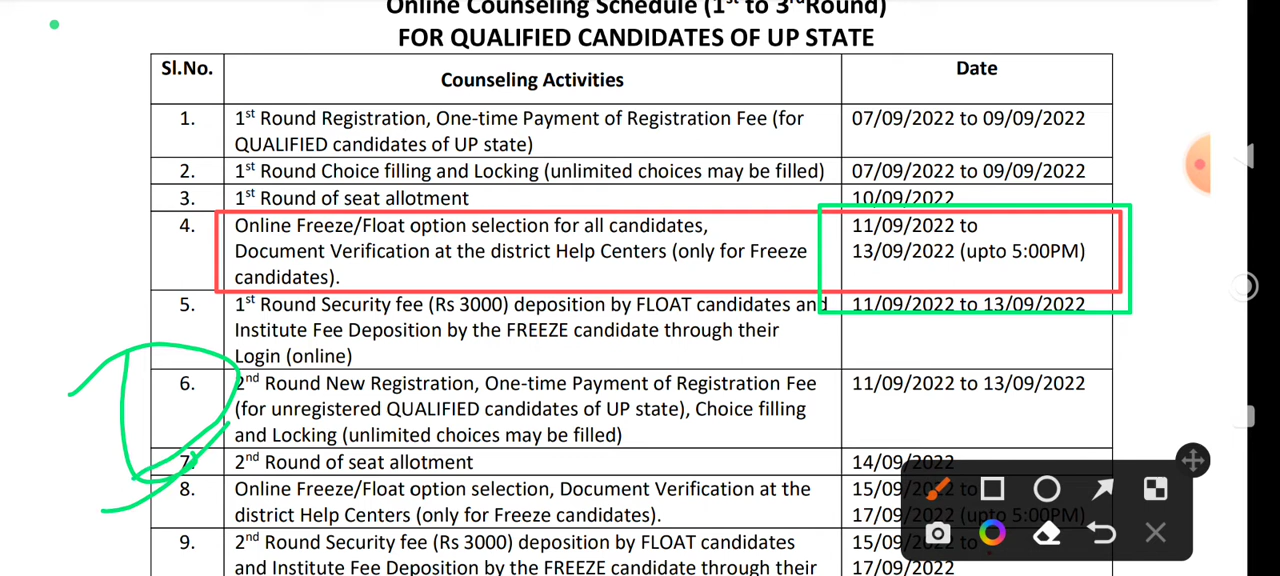 Online Counseling Schedule (1st to 3rd Round)
FOR QUALIFIED CANDIDATES OF UP STATE
Sl.No. Counseling Activities Date
1. 1st Round Registration, One-time Payment of Registration Fee (for 07/09/2022 to 09/09/2022
QUALIFIED candidates of UP state)
2. 1st Round Choice filling and Locking (unlimited choices may be filled) 07/09/2022 to 09/09/2022
3. 1st Round of seat allotment 10/09/2022
4. Online Freeze/Float option selection for all candidates, 11/09/2022 to
Document Verification at the district Help Centers (only for Freeze 13/09/2022 (upto 5:00PM)
candidates).
5. 1st Round Security fee (Rs 3000) deposition by FLOAT candidates and 11/09/2022 to 13/09/2022
Institute Fee Deposition by the FREEZE candidate through their
Login (online)
6. 2nd Round New Registration, One-time Payment of Registration Fee 11/09/2022 to 13/09/2022
(for unregistered QUALIFIED candidates of UP state), Choice filling
and Locking (unlimited choices may be filled)
7. 2nd Round of seat allotment 14/09/2022
8. Online Freeze/Float option selection, Document Verification at the 15/09/2022 to
district Help Centers (only for Freeze candidates). 17/09/2022 (upto 5:00PM)
9. 2nd Round Security fee (Rs 3000) deposition by FLOAT candidates 15/09/2022 to
and Institute Fee Deposition by the FREEZE candidate through their 17/09/2022